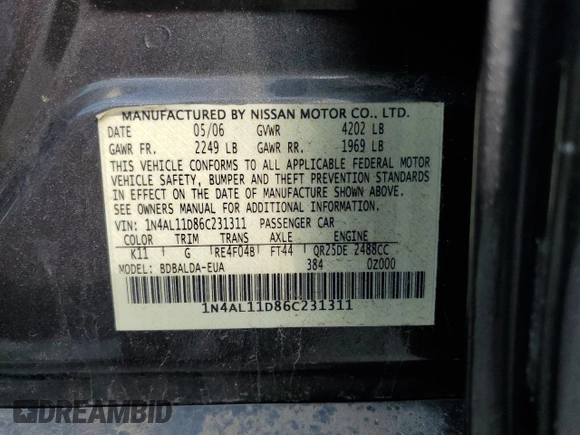 MANUFACTURED BY NISSAN MOTOR CO., LTD.
DATE 05/06 GVWR 4202 LB
GAWR FR. 2249 LB GAWR RR. 1969 LB
THIS VEHICLE CONFORMS TO ALL APPLICABLE FEDERAL MOTOR
VEHICLE SAFETY, BUMPER AND THEFT PREVENTION STANDARDS
IN EFFECT ON THE DATE OF MANUFACTURE SHOWN ABOVE.
SEE OWNERS MANUAL FOR ADDITIONAL INFORMATION.
VIN: 1N4AL11D86C231311 PASSENGER CAR
COLOR TRIM TRANS AXLE ENGINE
K11 G RE4F04B FT44 QR25DE 2488CC
MODEL: BDBALDA-EUA 384 0Z000
1N4AL11D86C231311
DREAMBID